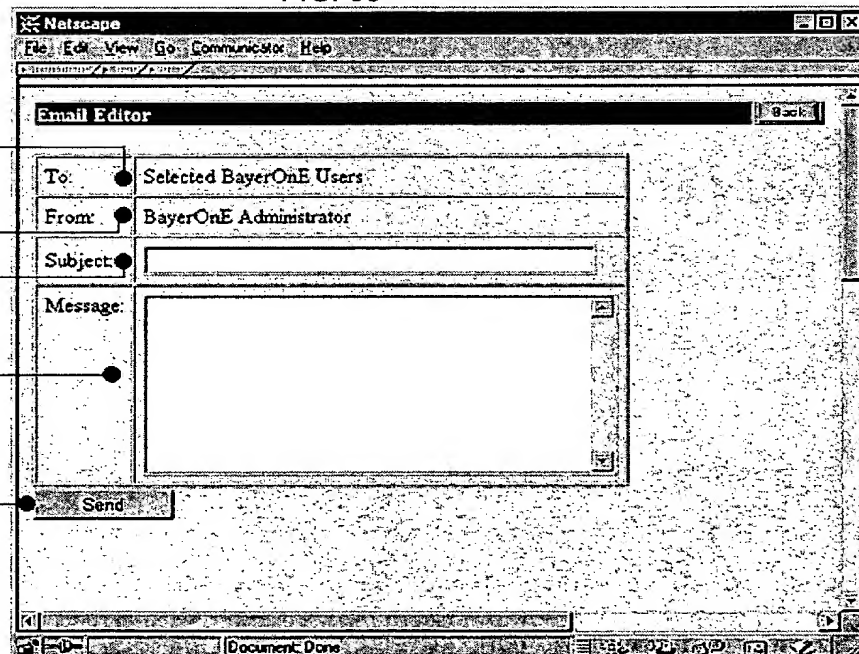 Netscape
File Edit View Go Communicator Help
Email Editor
Back
To: Selected BayerOnE Users
From: BayerOnE Administrator
Subject:
Message:
Send
Document: Done